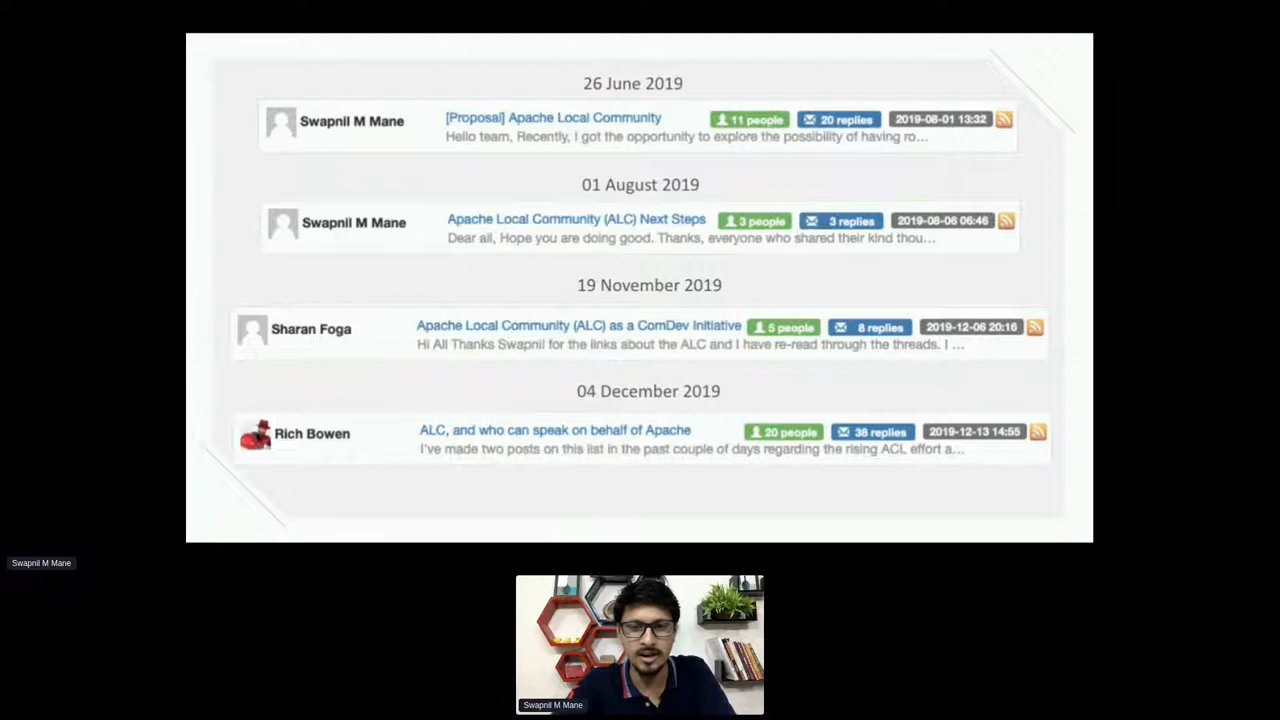 26 June 2019
Swapnil M Mane [Proposal] Apache Local Community 11 people 20 replies 2019-08-01 13:32
Hello team, Recently, I got the opportunity to explore the possibility of having ro...
01 August 2019
Swapnil M Mane Apache Local Community (ALC) Next Steps 3 people 3 replies 2019-08-06 06:46
Dear all, Hope you are doing good. Thanks, everyone who shared their kind thou...
19 November 2019
Sharan Foga Apache Local Community (ALC) as a ComDev Initiative 5 people 8 replies 2019-12-06 20:16
Hi All Thanks Swapnil for the links about the ALC and I have re-read through the threads. I ...
04 December 2019
Rich Bowen ALC, and who can speak on behalf of Apache 20 people 38 replies 2019-12-13 14:55
I've made two posts on this list in the past couple of days regarding the rising ACL effort a...
Swapnil M Mane
Swapnil M Mane